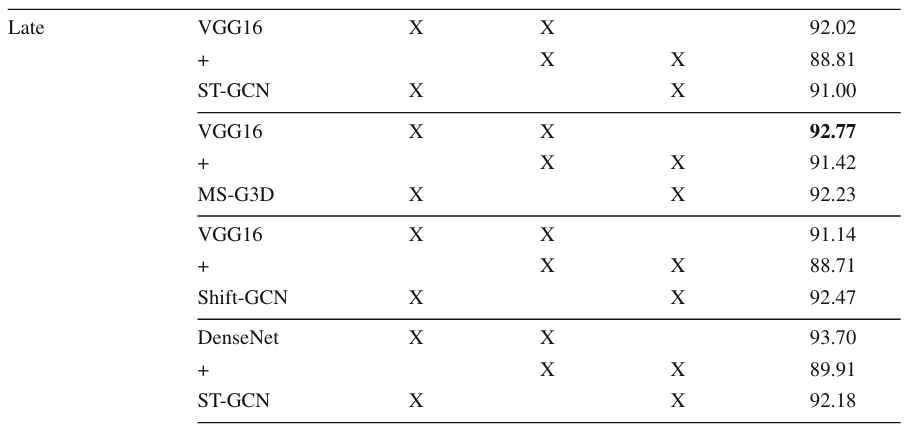 Late VGG16 X X 92.02
+ X X 88.81
ST-GCN X X 91.00
VGG16 X X 92.77
+ X X 91.42
MS-G3D X X 92.23
VGG16 X X 91.14
+ X X 88.71
Shift-GCN X X 92.47
DenseNet X X 93.70
+ X X 89.91
ST-GCN X X 92.18